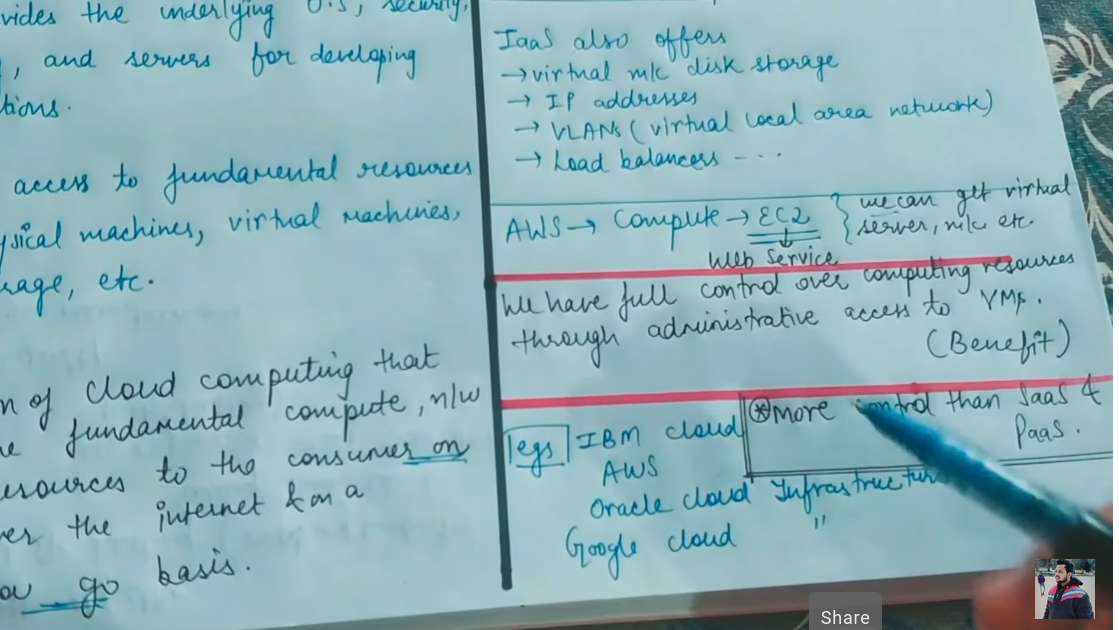 vides the underlying O.S, security,
, and servers for developing
tions.
access to fundamental resources
ysical machines, virtual machines,
rage, etc.
n of cloud computing that
fundamental compute, n/w
esources to the consumer on
ver the internet & on a
go basis.
IaaS also offers
→ virtual m/c disk storage
→ IP addresses
→ VLANs (virtual local area network)
→ Load balancers - . . .
AWS → Compute → EC2 } we can get virtual
server, m/c etc.
Web Service
We have full control over computing resources
through administrative access to VMs.
(Benefit)
⊛more control than SaaS &
PaaS.
egs IBM cloud
AWS
Oracle cloud Infrastructure
Google cloud "
Share